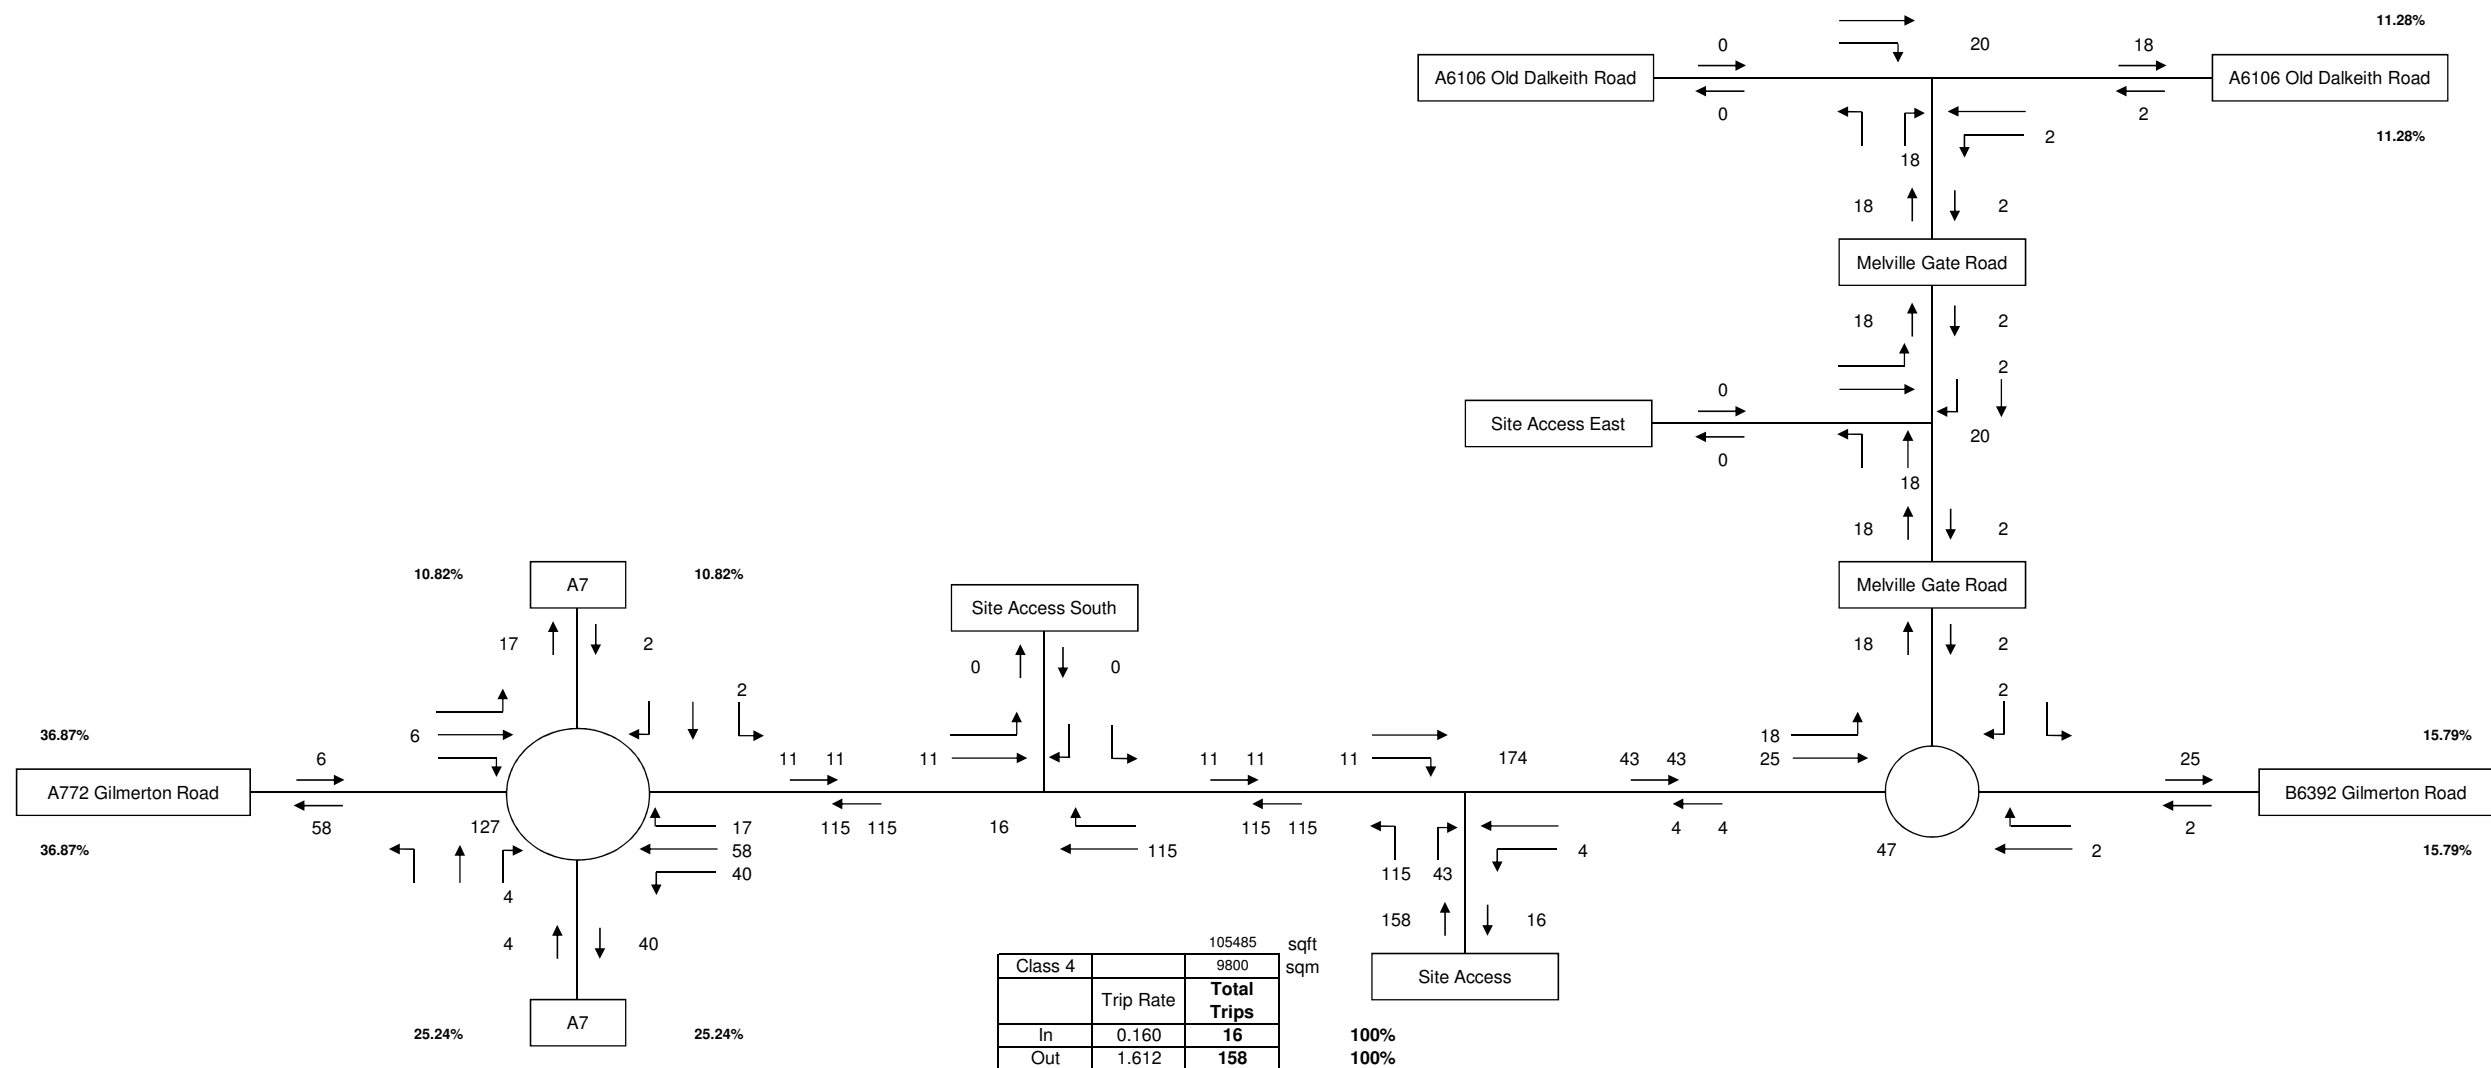 11.28%
0 20 18
A6106 Old Dalkeith Road A6106 Old Dalkeith Road
0 2
2 11.28%
18
18 2
Melville Gate Road
18 2
2
0
Site Access East
20
0
18
18 2
10.82% 10.82%
A7 Melville Gate Road
Site Access South
17 2 18 2
0 0
2 2
36.87% 6 18 15.79%
6 11 11 11 11 11 11 174 43 43 25 25
A772 Gilmerton Road B6392 Gilmerton Road
58 127 17 115 115 16 115 115 4 4 2
36.87% 58 115 4 47 2 15.79%
40 115 43
4
158 16
4 40 105485 sqft
Class 4 9800 sqm
Site Access
Trip Rate Total
Trips
A7
25.24% 25.24% In 0.160 16 100%
Out 1.612 158 100%